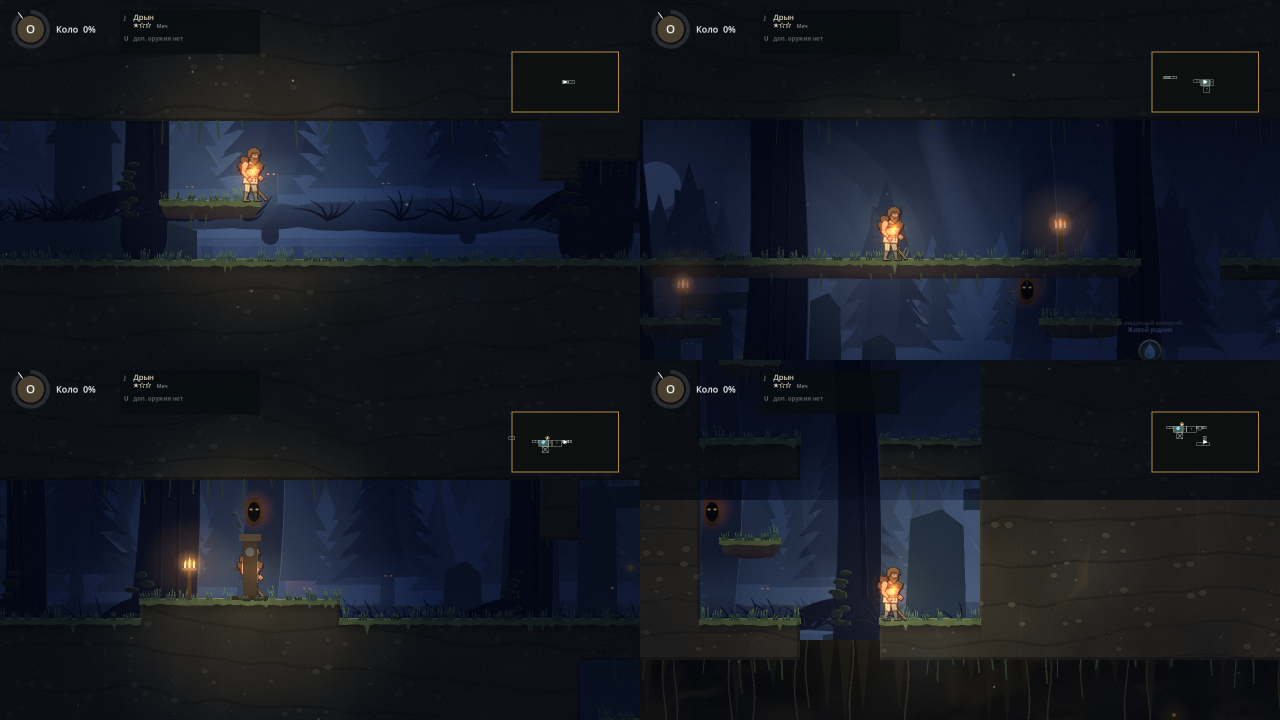 O
Коло 0%
j Дрын
Меч
U доп. оружия нет
O
Коло 0%
j Дрын
Меч
U доп. оружия нет
Живой родник
O
Коло 0%
j Дрын
Меч
U доп. оружия нет
O
Коло 0%
j Дрын
Меч
U доп. оружия нет